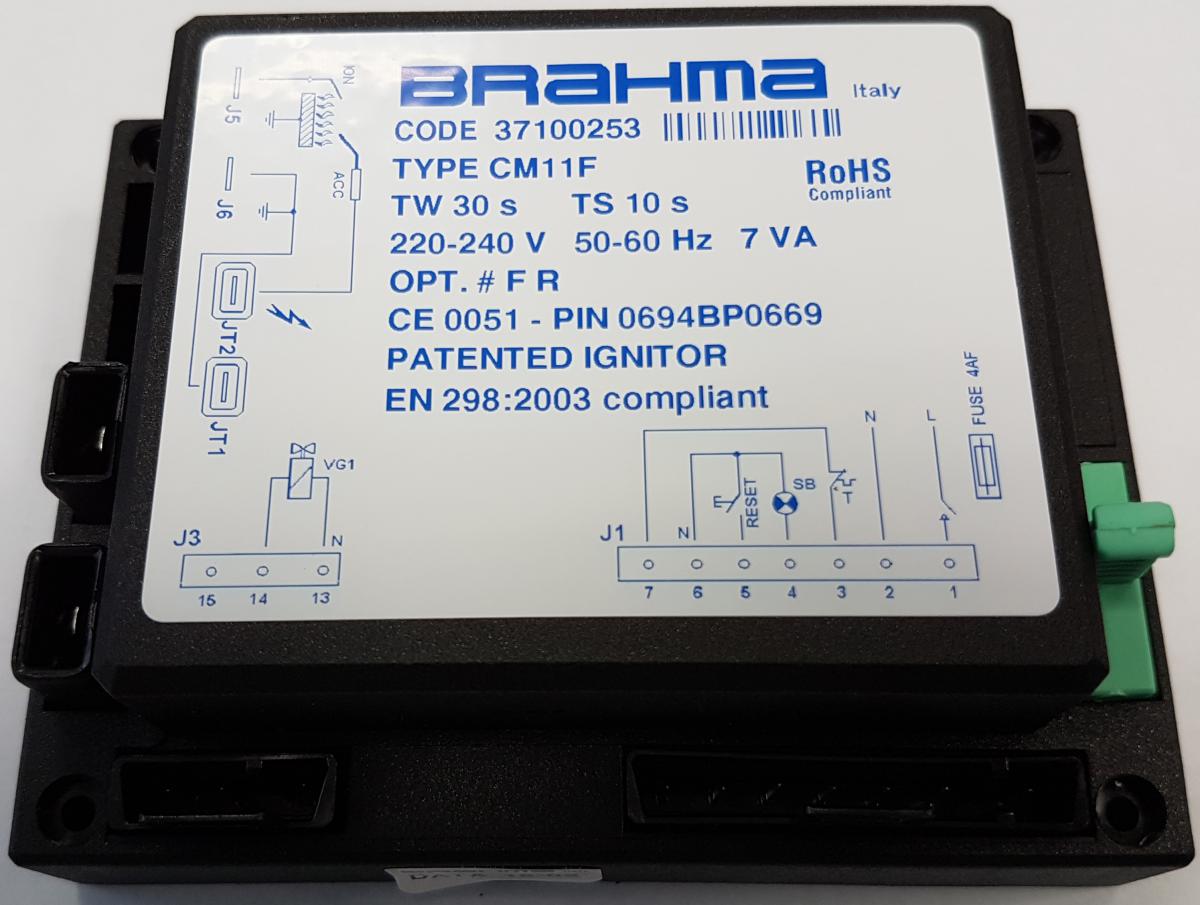 BRAHMA Italy
CODE 37100253
TYPE CM11F
RoHS
Compliant
TW 30 s TS 10 s
220-240 V 50-60 Hz 7 VA
OPT. # F R
CE 0051 - PIN 0694BP0669
PATENTED IGNITOR
EN 298:2003 compliant
ION
J5
ACC
J6
JT2
JT1
VG1
J3
N
15 14 13
FUSE 4AF
N L
RESET
SB
T
N
J1
7 6 5 4 3 2 1